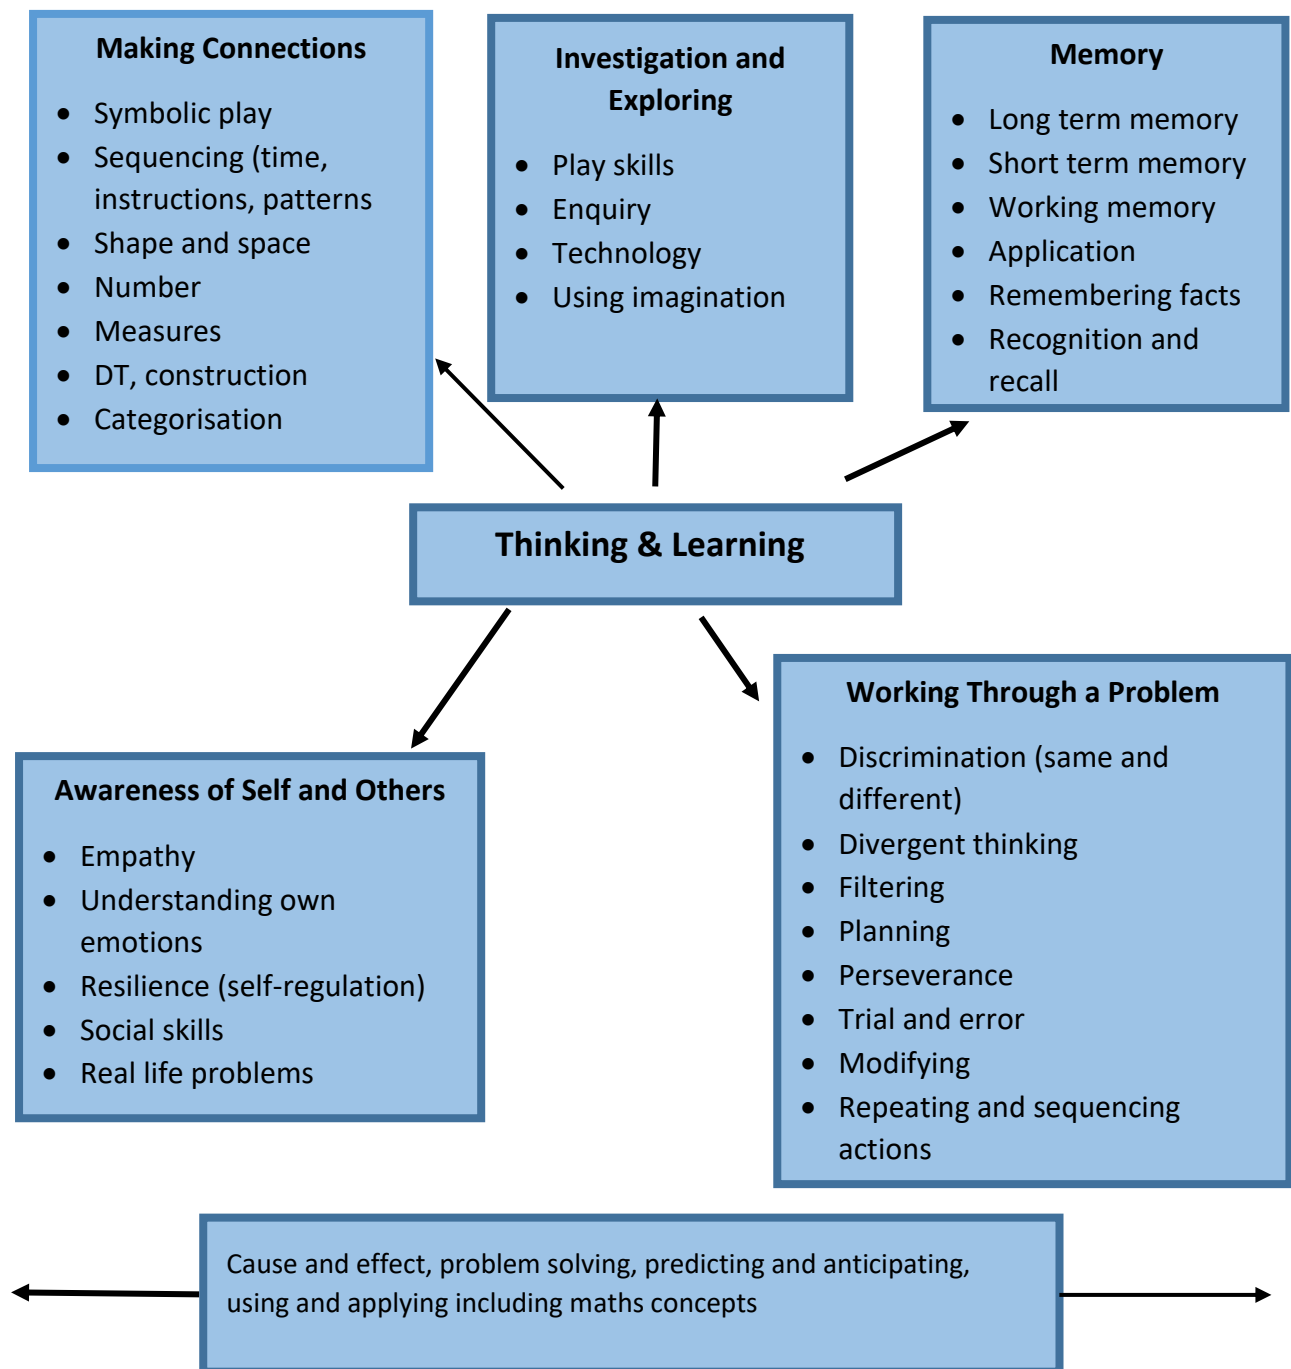 Making Connections
• Symbolic play
• Sequencing (time,
instructions, patterns
• Shape and space
• Number
• Measures
• DT, construction
• Categorisation
Investigation and
Exploring
• Play skills
• Enquiry
• Technology
• Using imagination
Memory
• Long term memory
• Short term memory
• Working memory
• Application
• Remembering facts
• Recognition and
recall
Thinking & Learning
Awareness of Self and Others
• Empathy
• Understanding own
emotions
• Resilience (self-regulation)
• Social skills
• Real life problems
Working Through a Problem
• Discrimination (same and
different)
• Divergent thinking
• Filtering
• Planning
• Perseverance
• Trial and error
• Modifying
• Repeating and sequencing
actions
Cause and effect, problem solving, predicting and anticipating,
using and applying including maths concepts